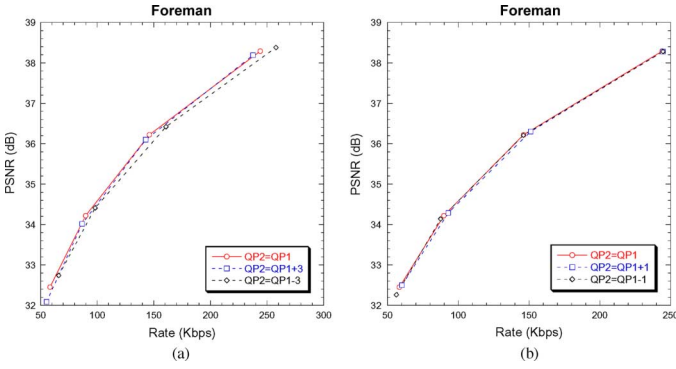 Foreman
39
38
37
36
35
34
33
32
PSNR (dB)
50
100
150
200
250
300
Rate (Kbps)
QP2=QP1
QP2=QP1+3
QP2=QP1-3
(a)
Foreman
39
38
37
36
35
34
33
32
PSNR (dB)
50
100
150
200
250
Rate (Kbps)
QP2=QP1
QP2=QP1+1
QP2=QP1-1
(b)